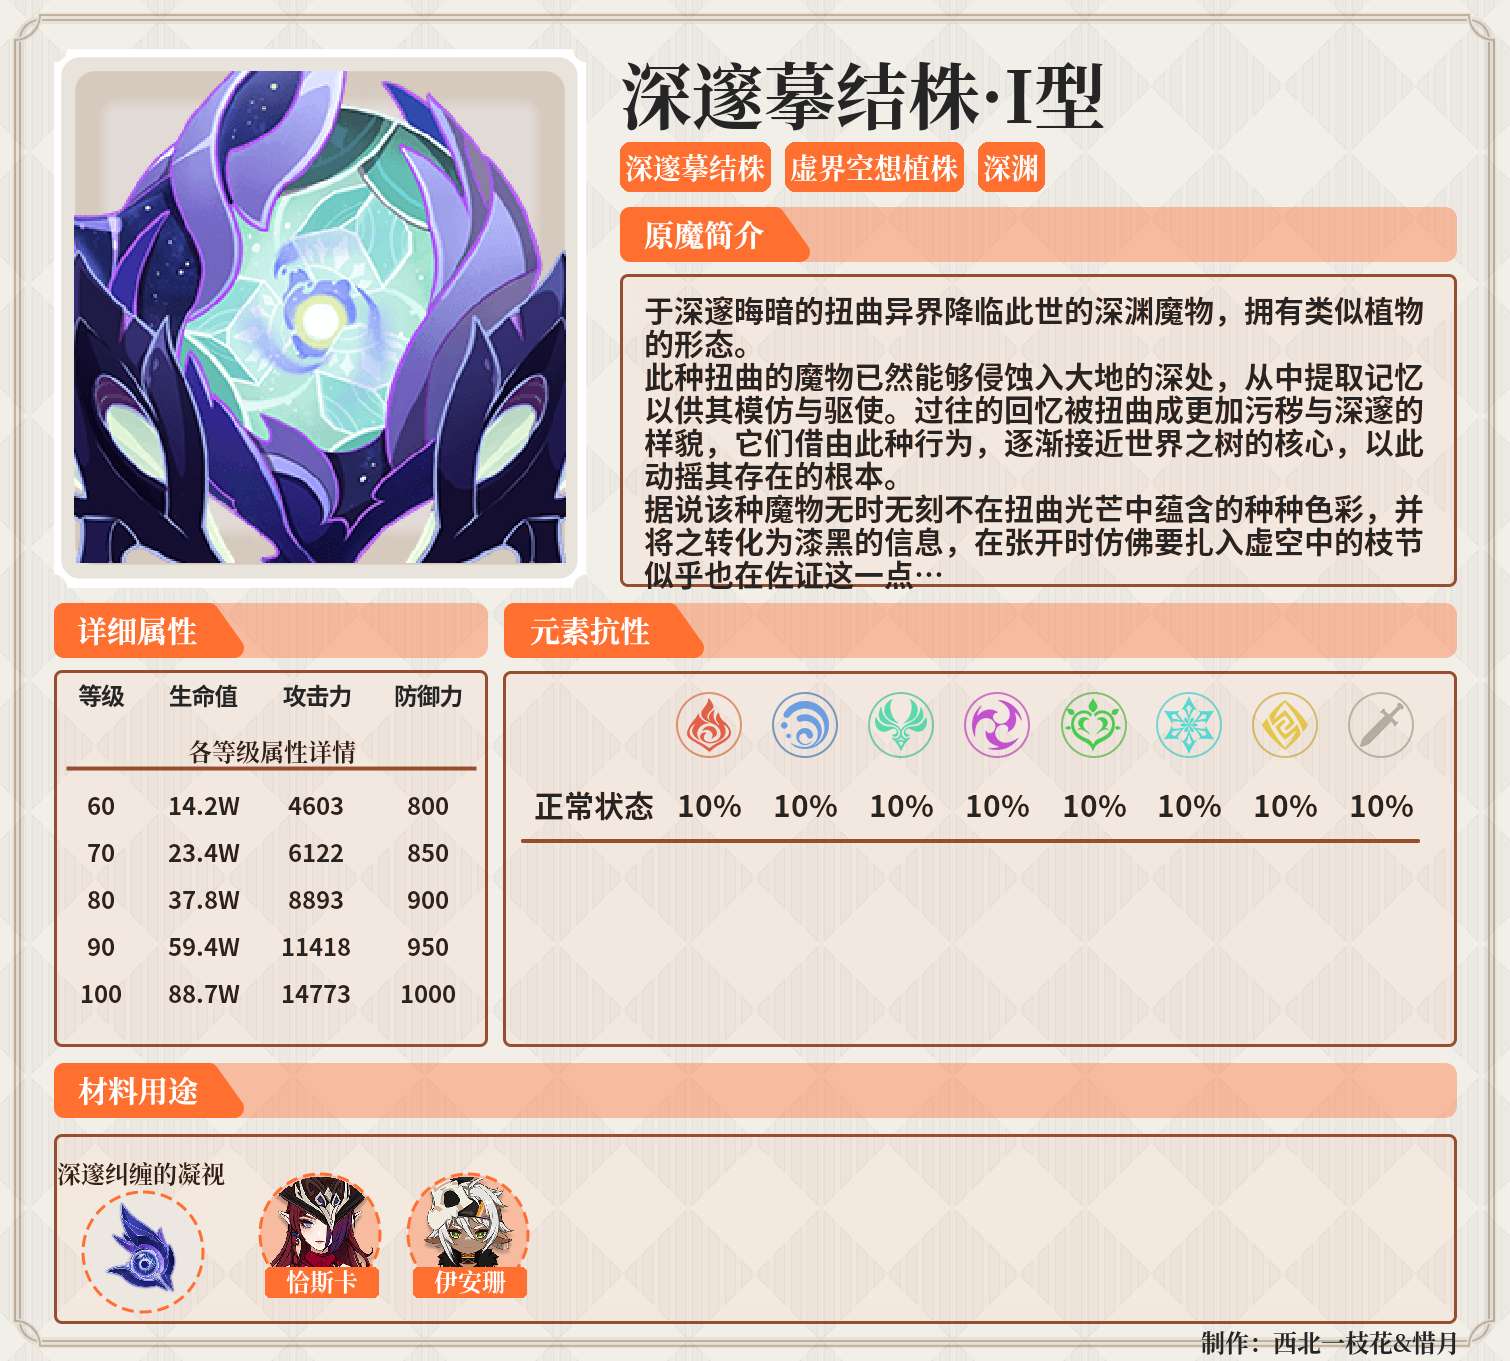 深邃摹结株·I型
深邃摹结株 虚界空想植株 深渊
原魔简介
于深邃晦暗的扭曲异界降临此世的深渊魔物，拥有类似植物
的形态。
此种扭曲的魔物已然能够侵蚀入大地的深处，从中提取记忆
以供其模仿与驱使。过往的回忆被扭曲成更加污秽与深邃的
样貌，它们借由此种行为，逐渐接近世界之树的核心，以此
动摇其存在的根本。
据说该种魔物无时无刻不在扭曲光芒中蕴含的种种色彩，并
将之转化为漆黑的信息，在张开时仿佛要扎入虚空中的枝节
似乎也在佐证这一点…
详细属性
等级 生命值 攻击力 防御力
各等级属性详情
60 14.2W 4603 800
70 23.4W 6122 850
80 37.8W 8893 900
90 59.4W 11418 950
100 88.7W 14773 1000
元素抗性
正常状态 10% 10% 10% 10% 10% 10% 10% 10%
材料用途
深邃纠缠的凝视
恰斯卡 伊安珊
制作：西北一枝花&惜月